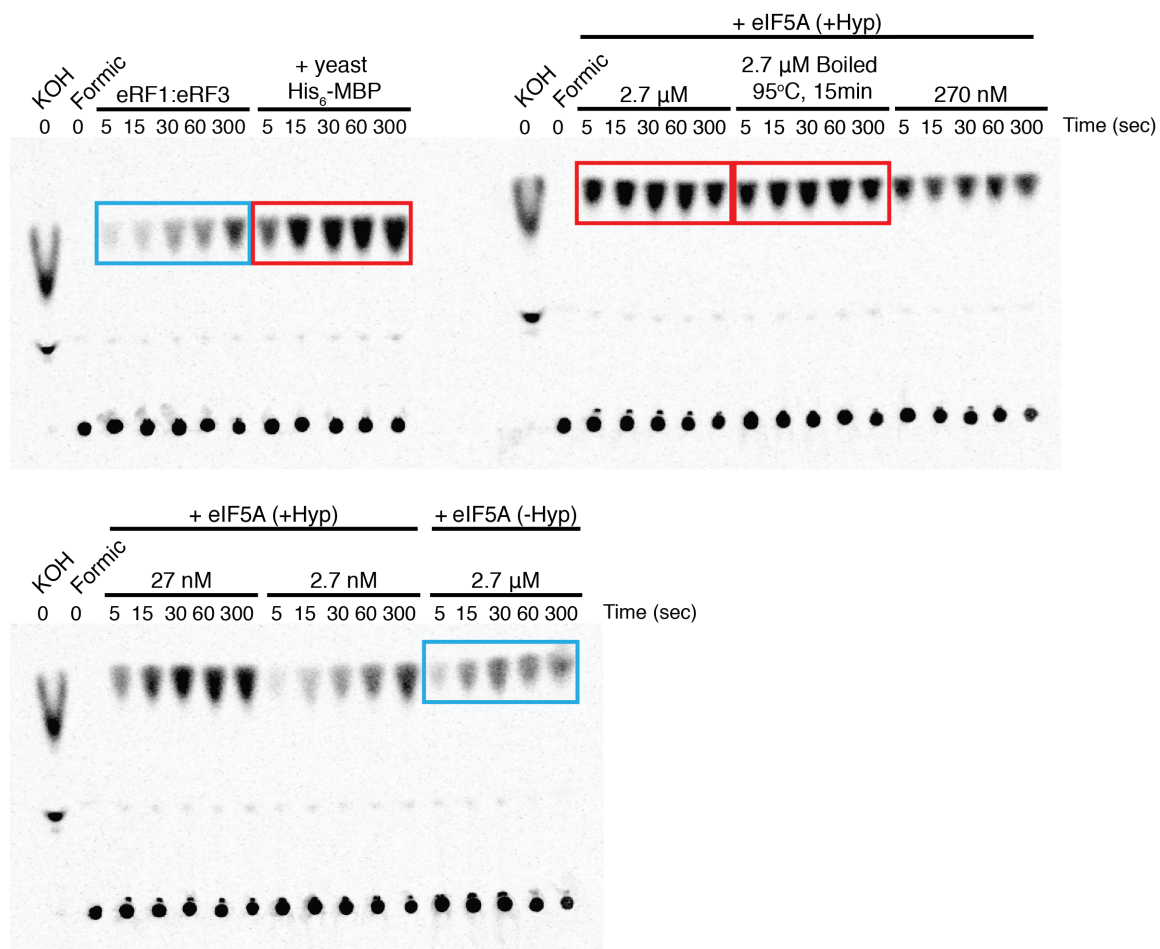 + eIF5A (+Hyp)
KOH Formic eRF1:eRF3 + yeast
His₆-MBP
KOH Formic 2.7 µM 2.7 µM Boiled
95°C, 15min 270 nM
0 0 5 15 30 60 300 5 15 30 60 300
0 0 5 15 30 60 300 5 15 30 60 300 5 15 30 60 300 Time (sec)
+ eIF5A (+Hyp) + eIF5A (-Hyp)
KOH Formic 27 nM 2.7 nM 2.7 µM
0 0 5 15 30 60 300 5 15 30 60 300 5 15 30 60 300 Time (sec)